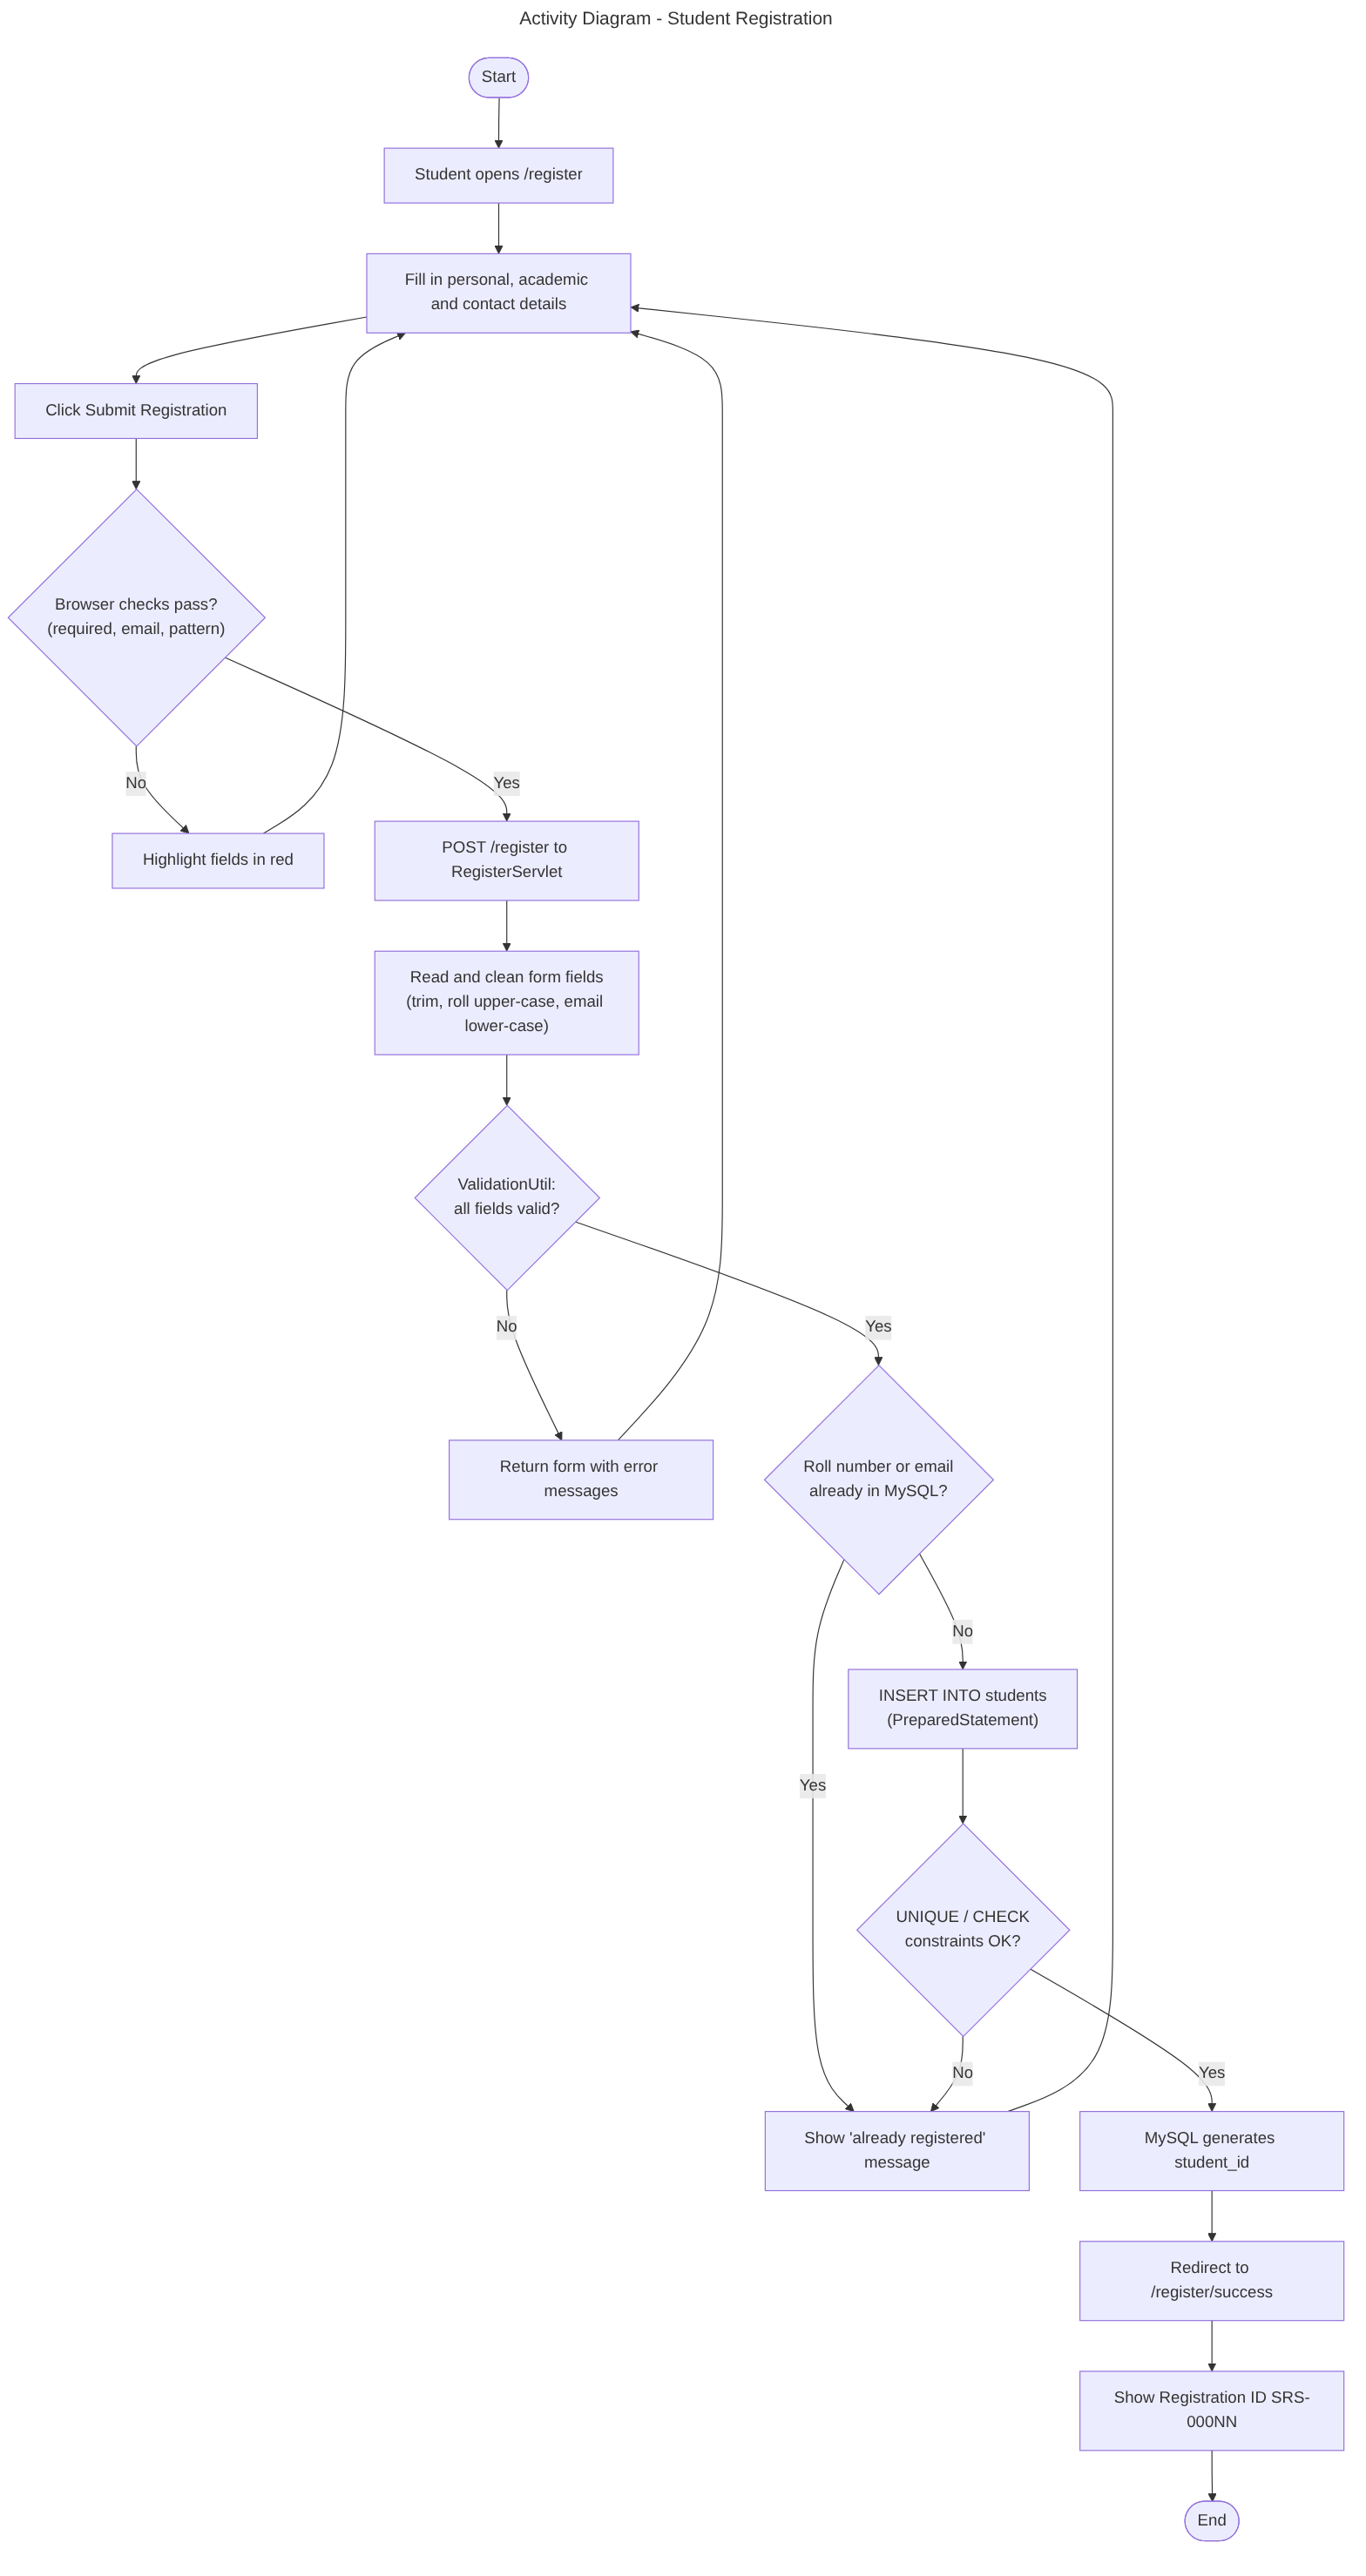 Activity Diagram - Student Registration
Start
Student opens /register
Fill in personal, academic
and contact details
Click Submit Registration
Browser checks pass?
(required, email, pattern)
No
Yes
Highlight fields in red
POST /register to
RegisterServlet
Read and clean form fields
(trim, roll upper-case, email
lower-case)
ValidationUtil:
all fields valid?
No
Yes
Return form with error
messages
Roll number or email
already in MySQL?
No
INSERT INTO students
(PreparedStatement)
Yes
UNIQUE / CHECK
constraints OK?
No
Yes
Show 'already registered'
message
MySQL generates
student_id
Redirect to
/register/success
Show Registration ID SRS-
000NN
End